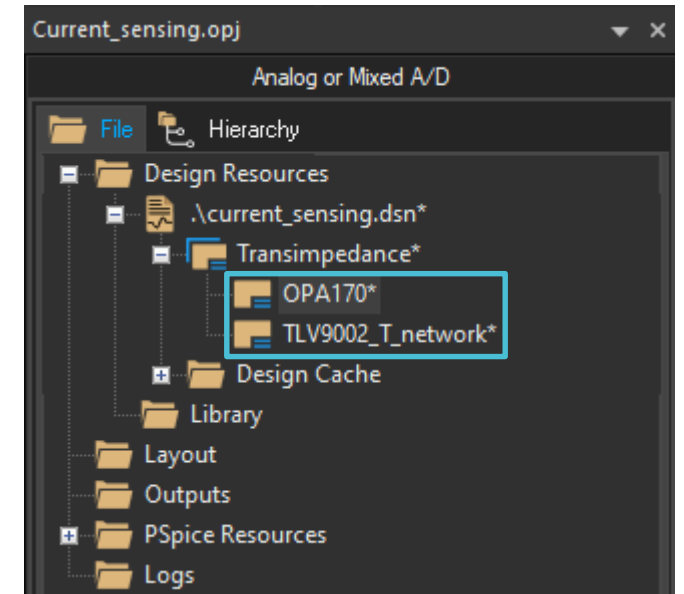 Current_sensing.opj
Analog or Mixed A/D
File Hierarchy
Design Resources
.\current_sensing.dsn*
Transimpedance*
OPA170*
TLV9002_T_network*
Design Cache
Library
Layout
Outputs
PSpice Resources
Logs